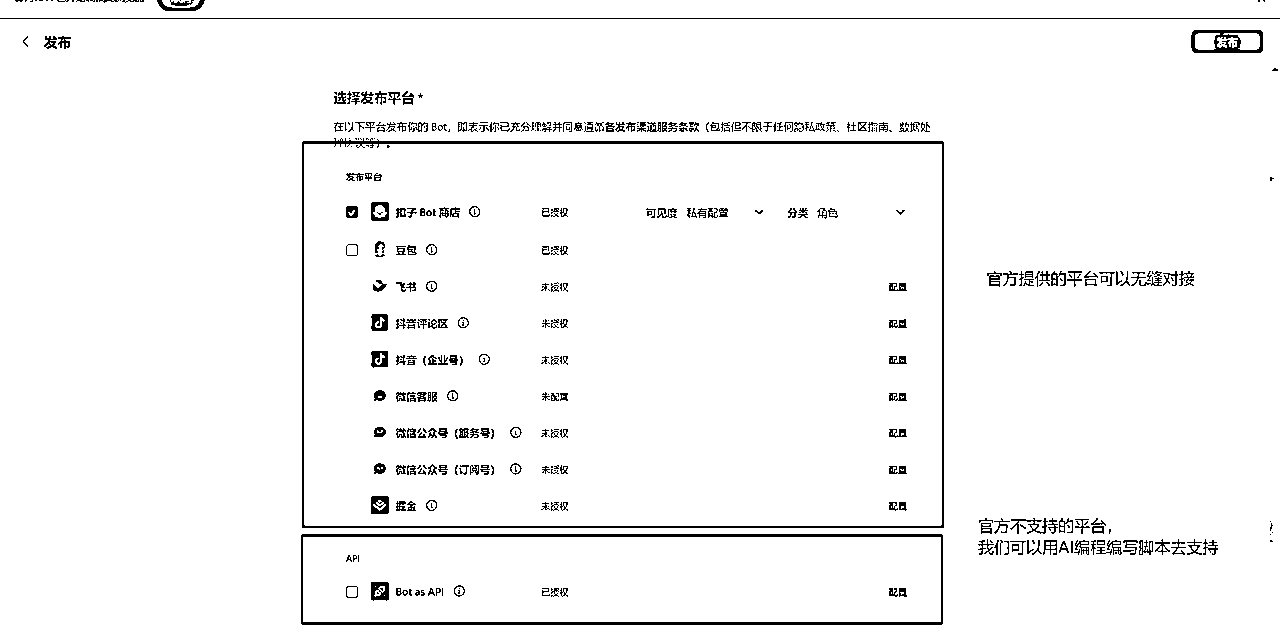 发布
发布
选择发布平台 *
在以下平台发布你的 Bot，即表示你已充分理解并同意遵循各发布渠道服务条款（包括但不限于任何隐私政策、社区指南、数据处
发布平台
扣子 Bot 商店 已授权 可见度 私有配置 分类 角色
豆包 已授权
飞书 未授权 配置
抖音评论区 未授权 配置
抖音（企业号） 未授权 配置
微信客服 未配置 配置
微信公众号（服务号） 未授权 配置
微信公众号（订阅号） 未授权 配置
掘金 未授权 配置
官方提供的平台可以无缝对接
官方不支持的平台，
我们可以用AI编程编写脚本去支持
API
Bot as API 已授权 配置